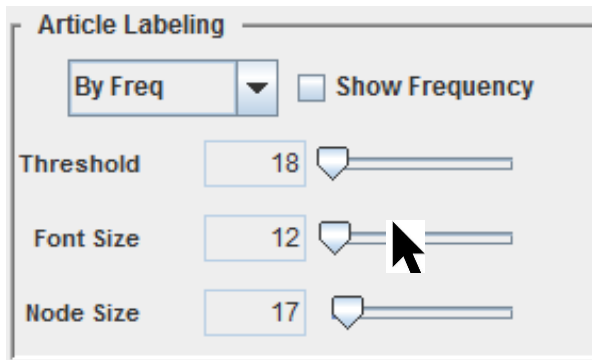 Article Labeling
By Freq Show Frequency
Threshold 18
Font Size 12
Node Size 17